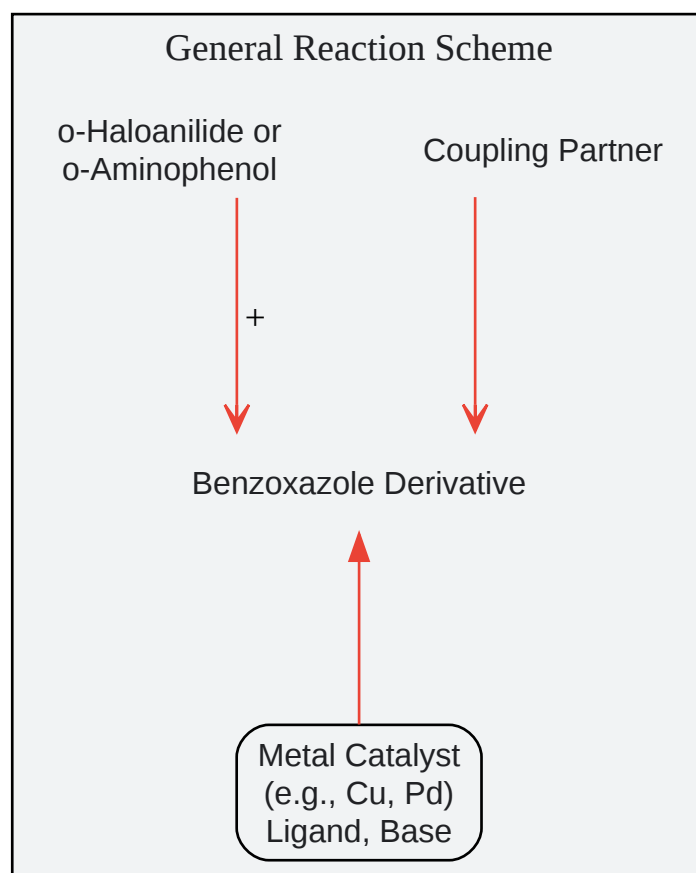 General Reaction Scheme
o-Haloanilide or
o-Aminophenol
Coupling Partner
+
Benzoxazole Derivative
Metal Catalyst
(e.g., Cu, Pd)
Ligand, Base